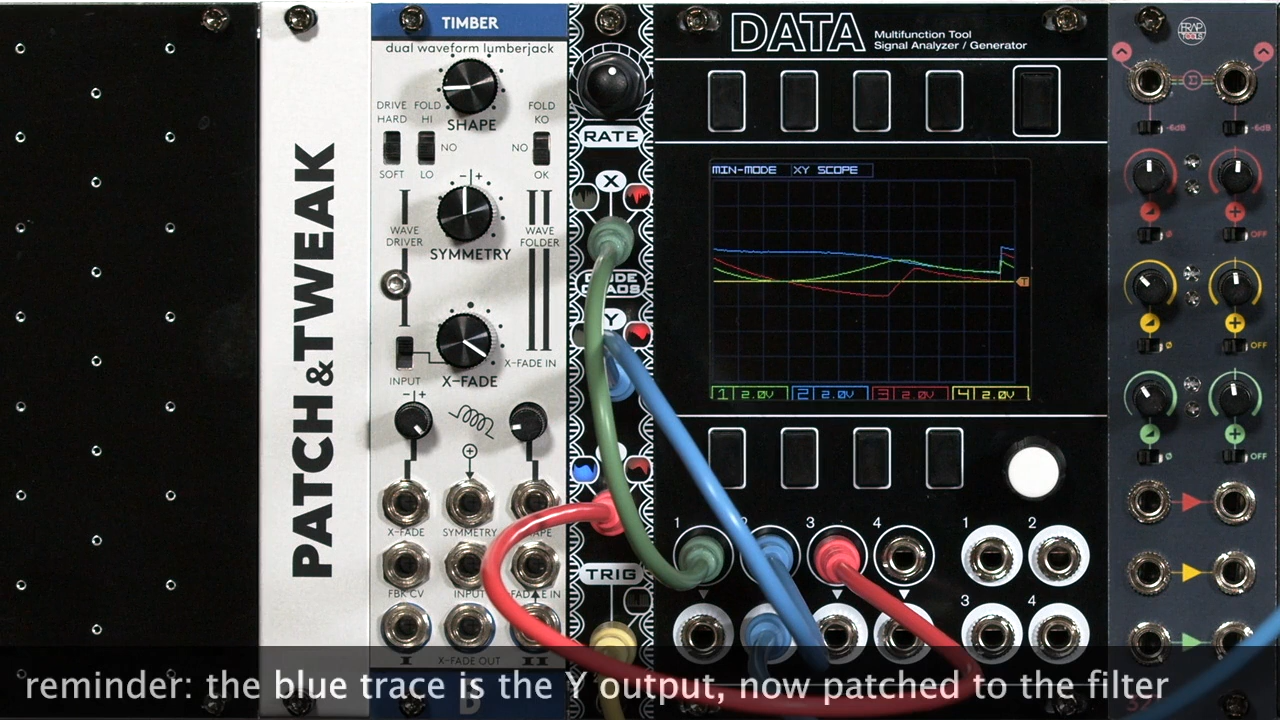 PATCH & TWEAK
TIMBER
dual waveform lumberjack
DRIVE
HARD
FOLD
HI
FOLD
KO
SHAPE
NO
NO
SOFT
LO
OK
WAVE
DRIVER
WAVE
FOLDER
SYMMETRY
X-FADE IN
INPUT
X-FADE
X-FADE
SYMMETRY
FBK CV
INPUT
I
X-FADE OUT
II
RATE
X
Y
TRIG
DATA
Multifunction Tool
Signal Analyzer / Generator
MIN-MODE XY SCOPE
1 2.0V 2 2.0V 3 2.0V 4 2.0V
1 2 3 4 1 2
3 4
FRAP
TOOLS
Σ
-6dB
-6dB
Ø
OFF
Ø
OFF
Ø
OFF
reminder: the blue trace is the Y output, now patched to the filter